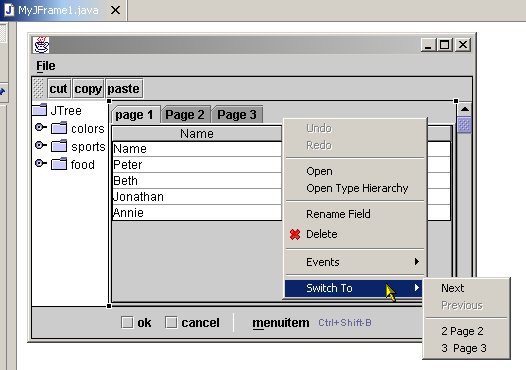 MyJFrame1.java
File
cut copy paste
JTree
colors
sports
food
page 1 Page 2 Page 3
Name
Name
Peter
Beth
Jonathan
Annie
Undo
Redo
Open
Open Type Hierarchy
Rename Field
Delete
Events
Switch To
Next
Previous
2 Page 2
3 Page 3
ok cancel menuitem Ctrl+Shift-B